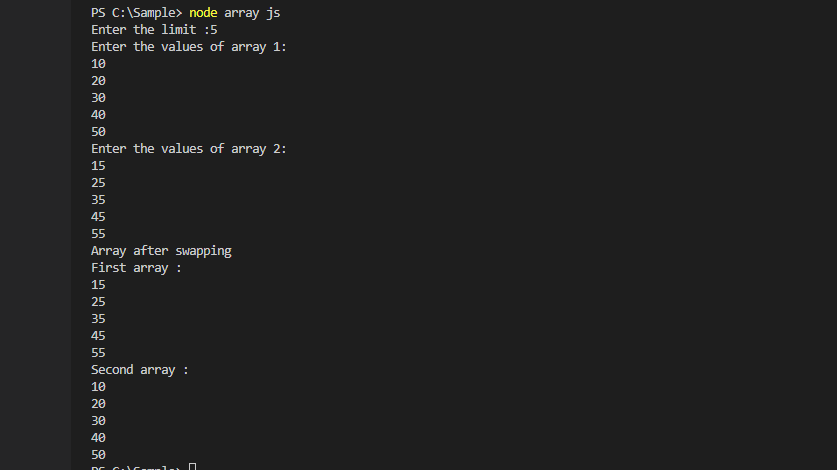 PS C:\Sample> node array js
Enter the limit :5
Enter the values of array 1:
10
20
30
40
50
Enter the values of array 2:
15
25
35
45
55
Array after swapping
First array :
15
25
35
45
55
Second array :
10
20
30
40
50
PS C:\Sample>